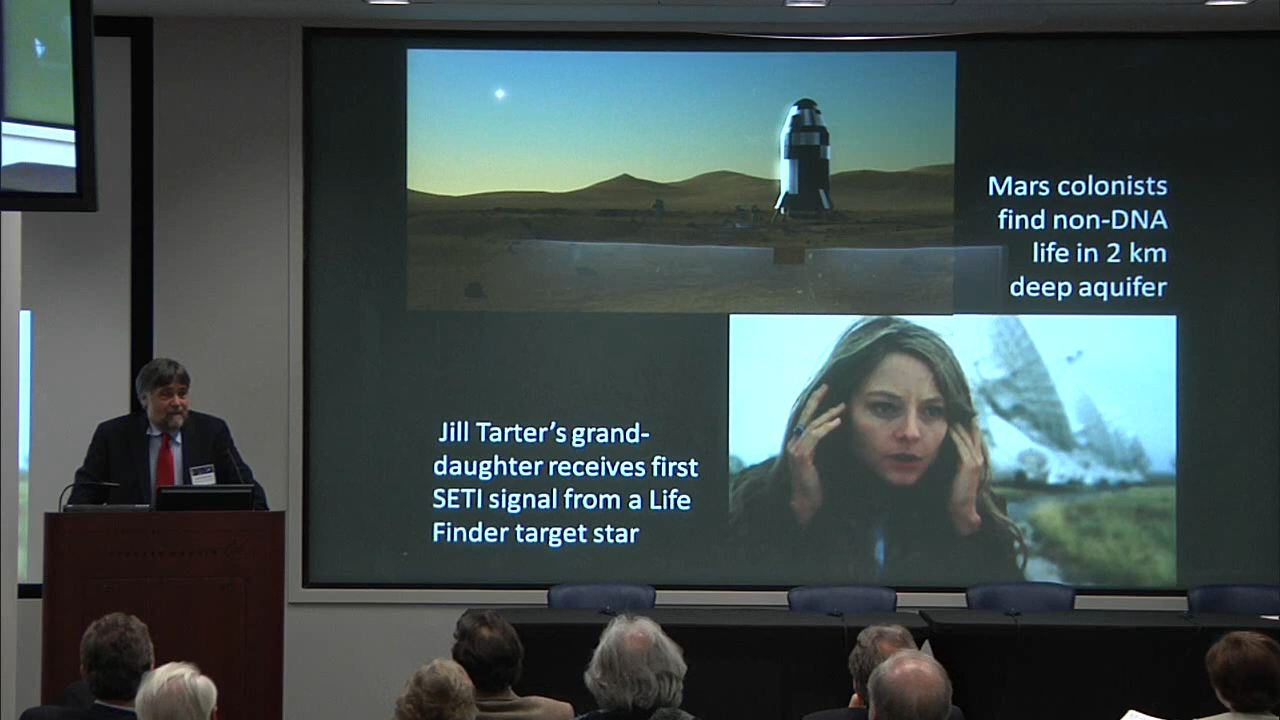 Mars colonists
find non-DNA
life in 2 km
deep aquifer
Jill Tarter's grand-
daughter receives first
SETI signal from a Life
Finder target star